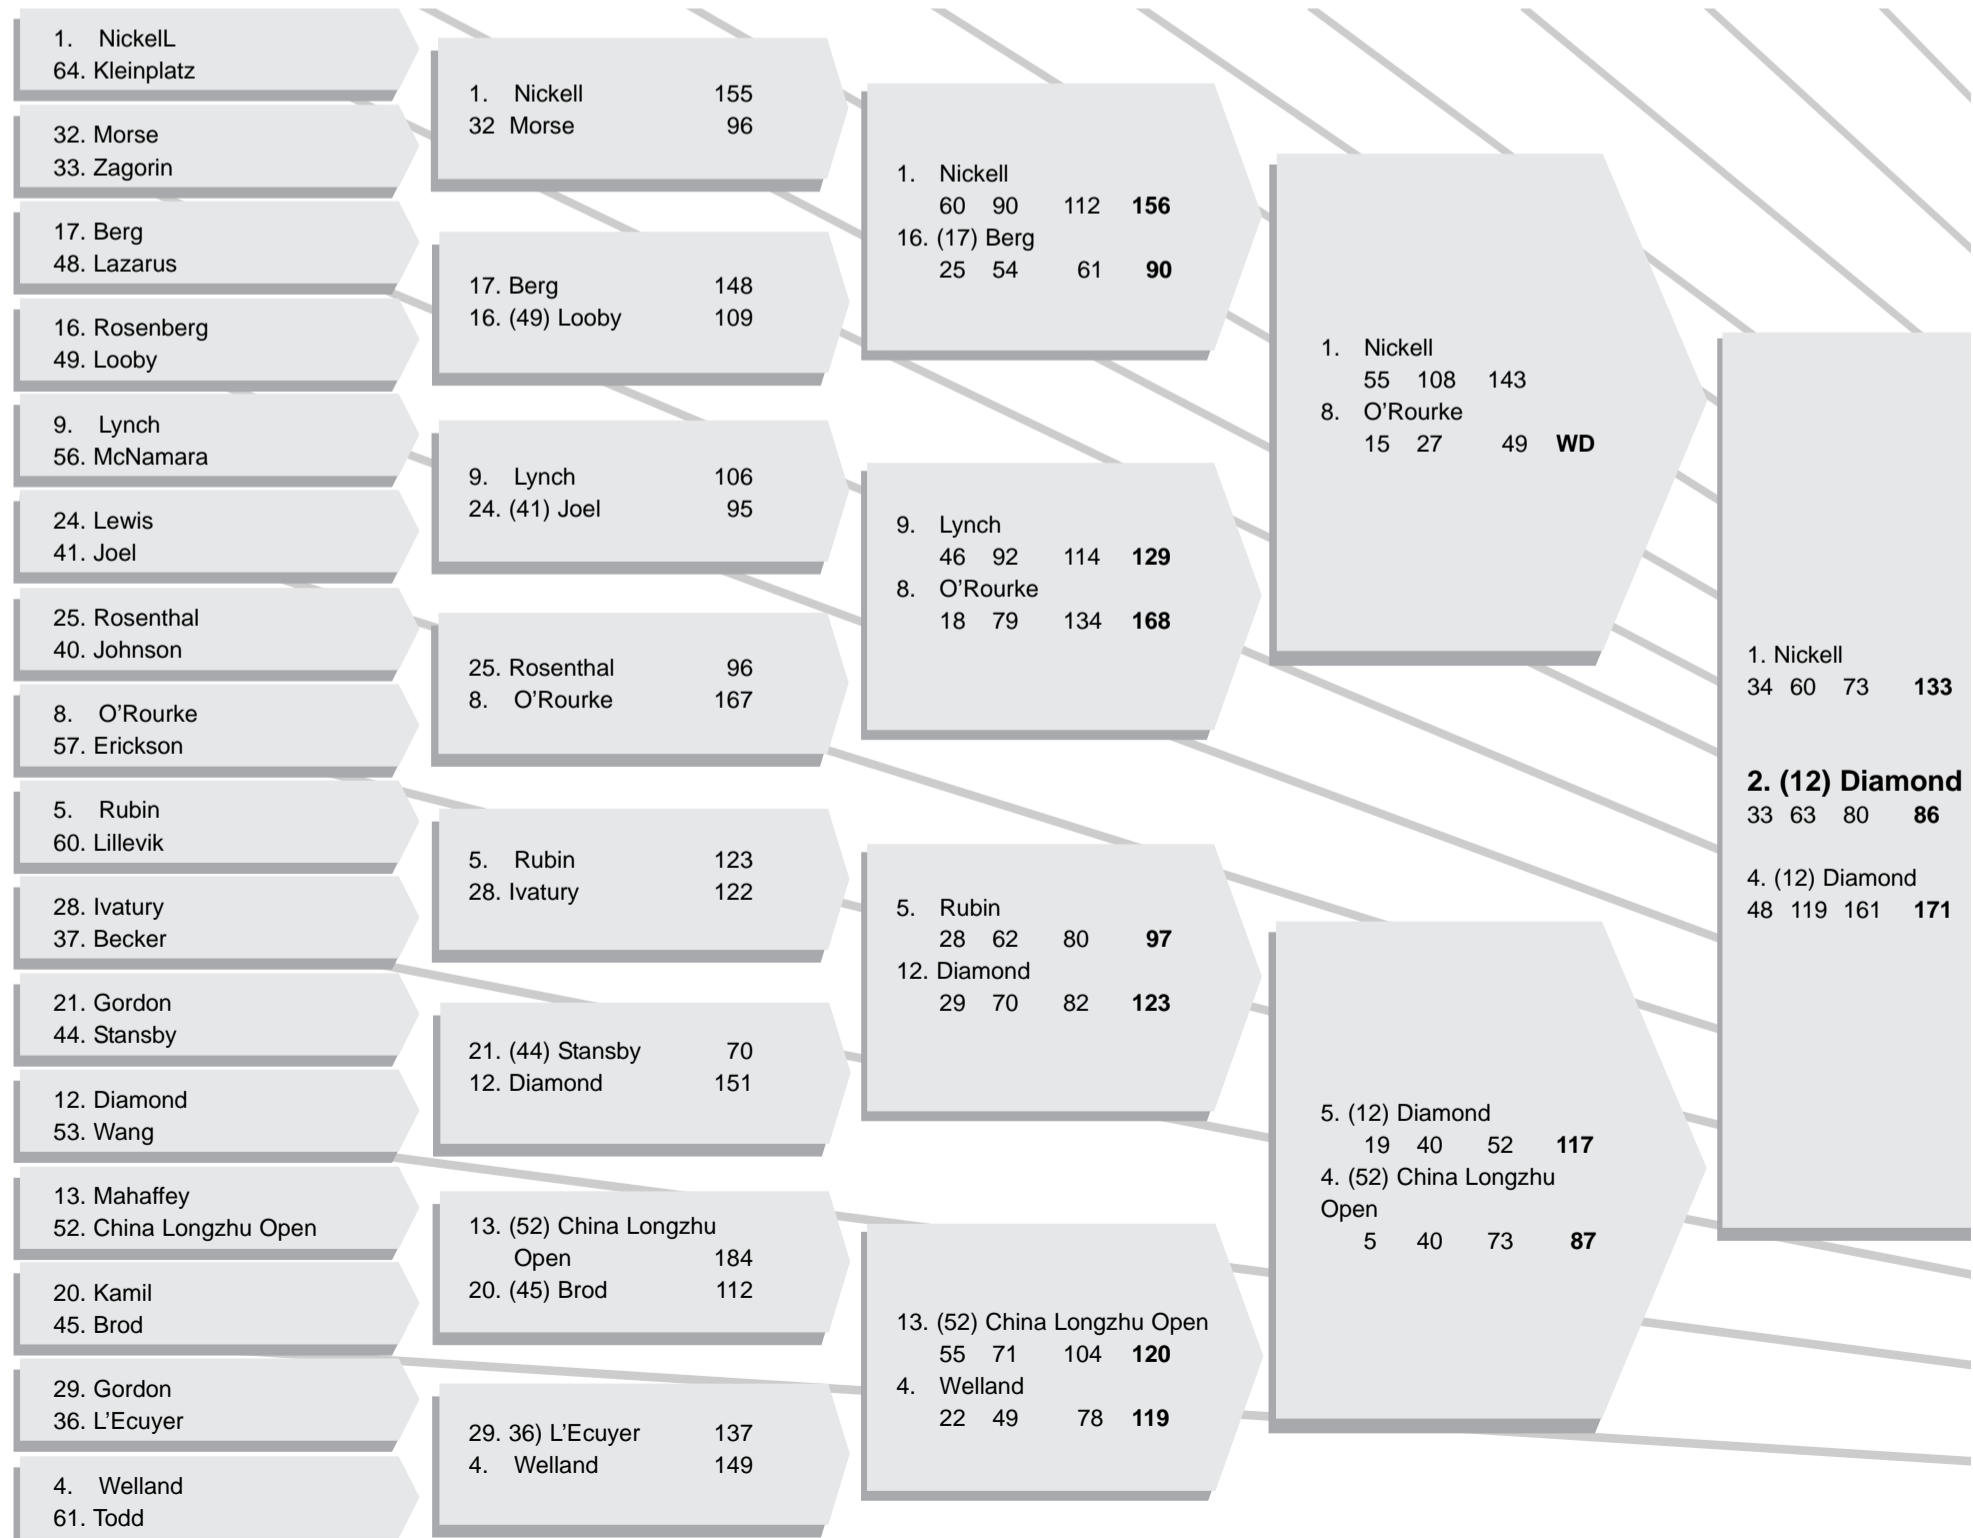 1. NickelL
64. Kleinplatz
32. Morse
33. Zagorin
17. Berg
48. Lazarus
16. Rosenberg
49. Looby
9. Lynch
56. McNamara
24. Lewis
41. Joel
25. Rosenthal
40. Johnson
8. O’Rourke
57. Erickson
5. Rubin
60. Lillevik
28. Ivatury
37. Becker
21. Gordon
44. Stansby
12. Diamond
53. Wang
13. Mahaffey
52. China Longzhu Open
20. Kamil
45. Brod
29. Gordon
36. L’Ecuyer
4. Welland
61. Todd
1. Nickell 155
32 Morse 96
17. Berg 148
16. (49) Looby 109
9. Lynch 106
24. (41) Joel 95
25. Rosenthal 96
8. O’Rourke 167
5. Rubin 123
28. Ivatury 122
21. (44) Stansby 70
12. Diamond 151
13. (52) China Longzhu
Open 184
20. (45) Brod 112
29. 36) L’Ecuyer 137
4. Welland 149
1. Nickell
60 90 112 156
16. (17) Berg
25 54 61 90
9. Lynch
46 92 114 129
8. O’Rourke
18 79 134 168
5. Rubin
28 62 80 97
12. Diamond
29 70 82 123
13. (52) China Longzhu Open
55 71 104 120
4. Welland
22 49 78 119
1. Nickell
55 108 143
8. O’Rourke
15 27 49 WD
5. (12) Diamond
19 40 52 117
4. (52) China Longzhu
Open
5 40 73 87
1. Nickell
34 60 73 133
2. (12) Diamond
33 63 80 86
4. (12) Diamond
48 119 161 171